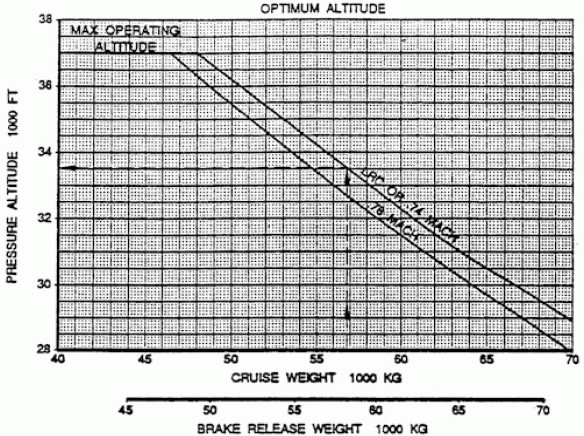 OPTIMUM ALTITUDE
38
MAX OPERATING
ALTITUDE
36
34
32
30
28
PRESSURE ALTITUDE 1000 FT
LRC OR .74 MACH
.78 MACH
40 45 50 55 60 65 70
CRUISE WEIGHT 1000 KG
45 50 55 60 65 70
BRAKE RELEASE WEIGHT 1000 KG